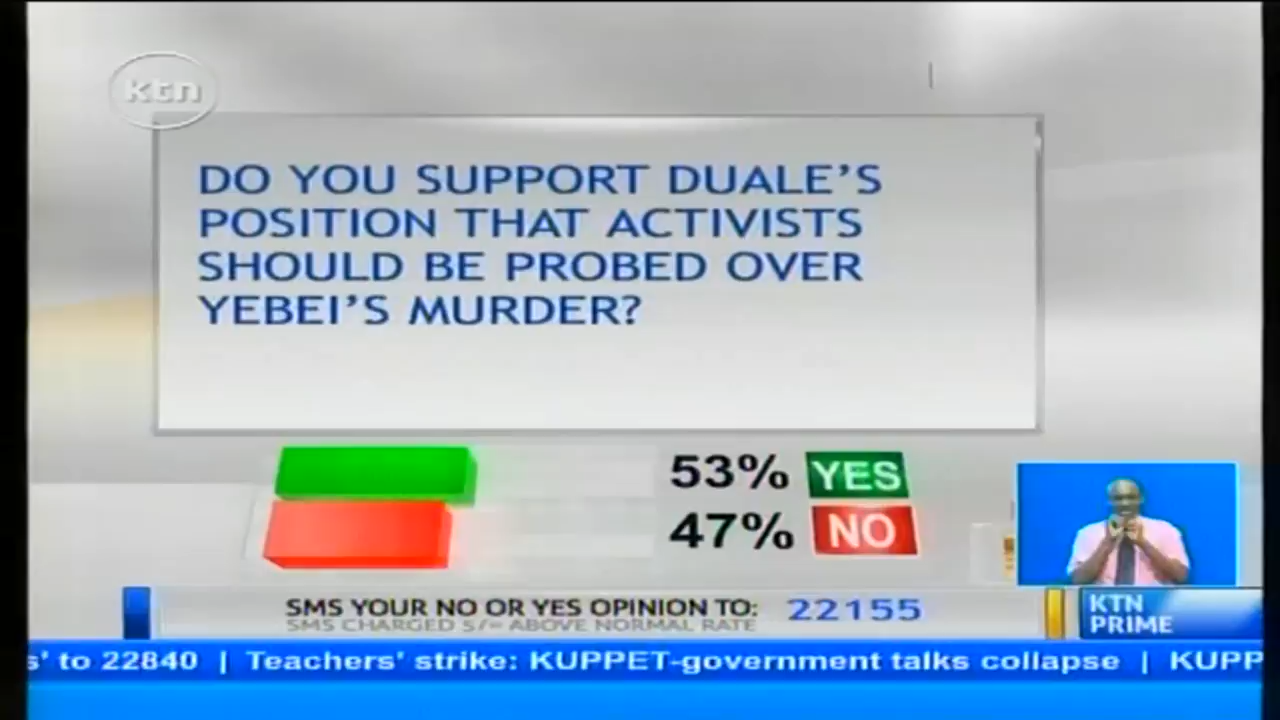 ktn
DO YOU SUPPORT DUALE'S
POSITION THAT ACTIVISTS
SHOULD BE PROBED OVER
YEBEI'S MURDER?
53% YES
47% NO
SMS YOUR NO OR YES OPINION TO: 22155
SMS CHARGED 5/= ABOVE NORMAL RATE
KTN
PRIME
s' to 22840 | Teachers' strike: KUPPET-government talks collapse | KUPP